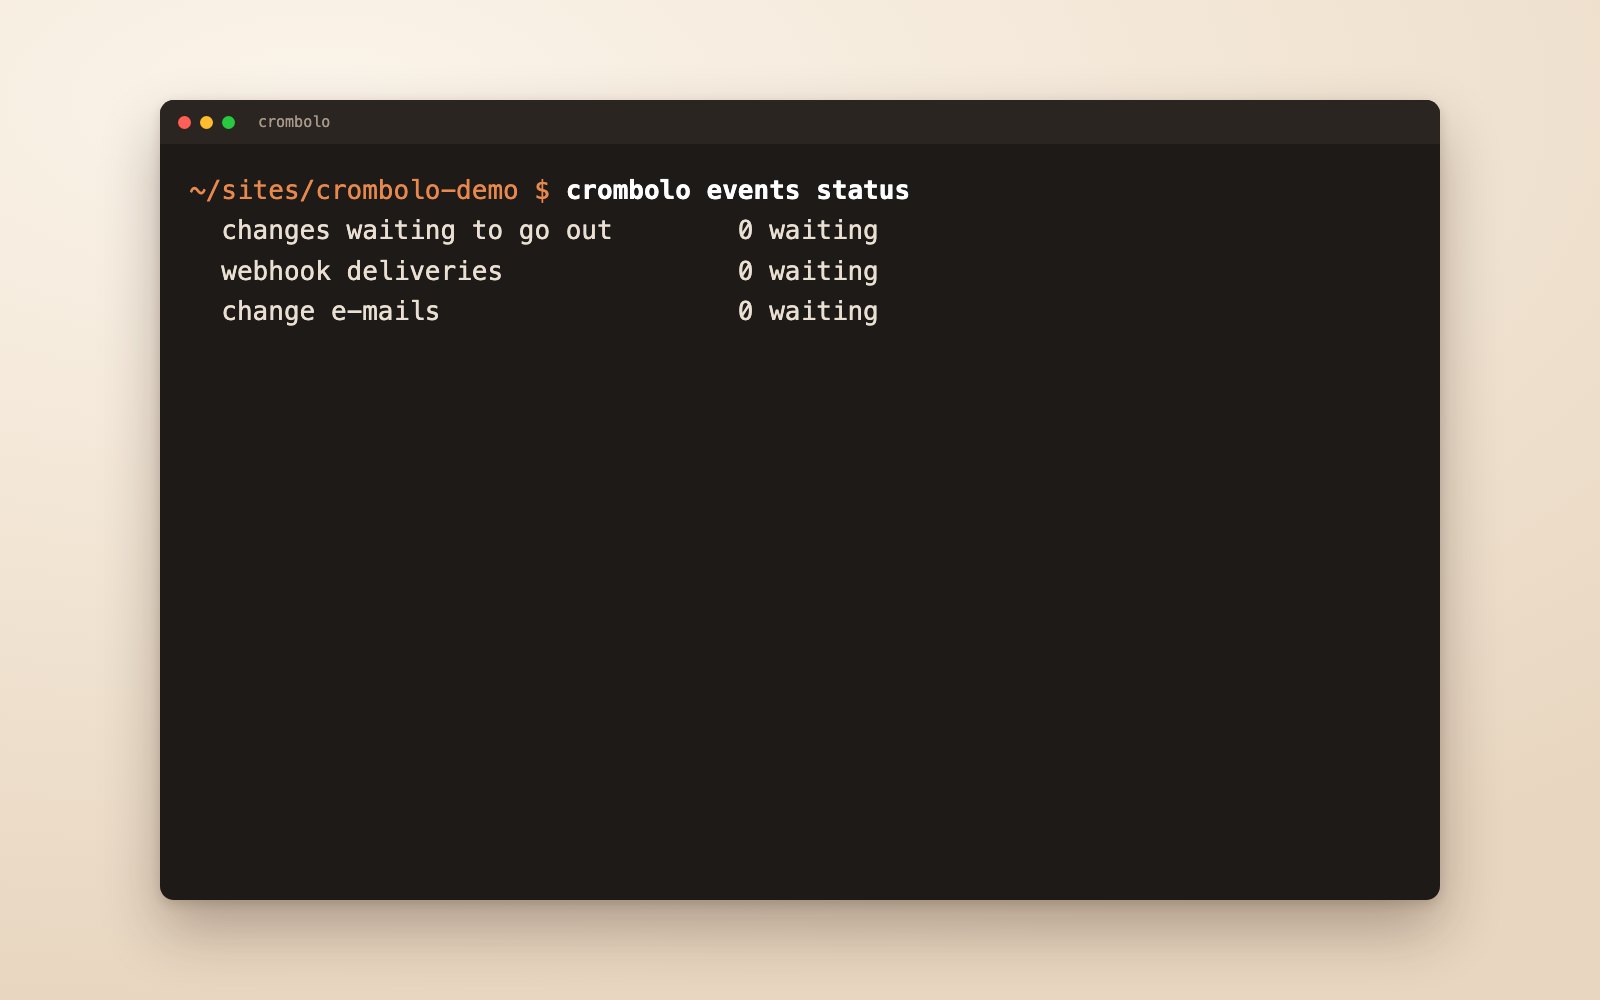 crombolo
~/sites/crombolo-demo $ crombolo events status
changes waiting to go out        0 waiting
webhook deliveries               0 waiting
change e-mails                   0 waiting